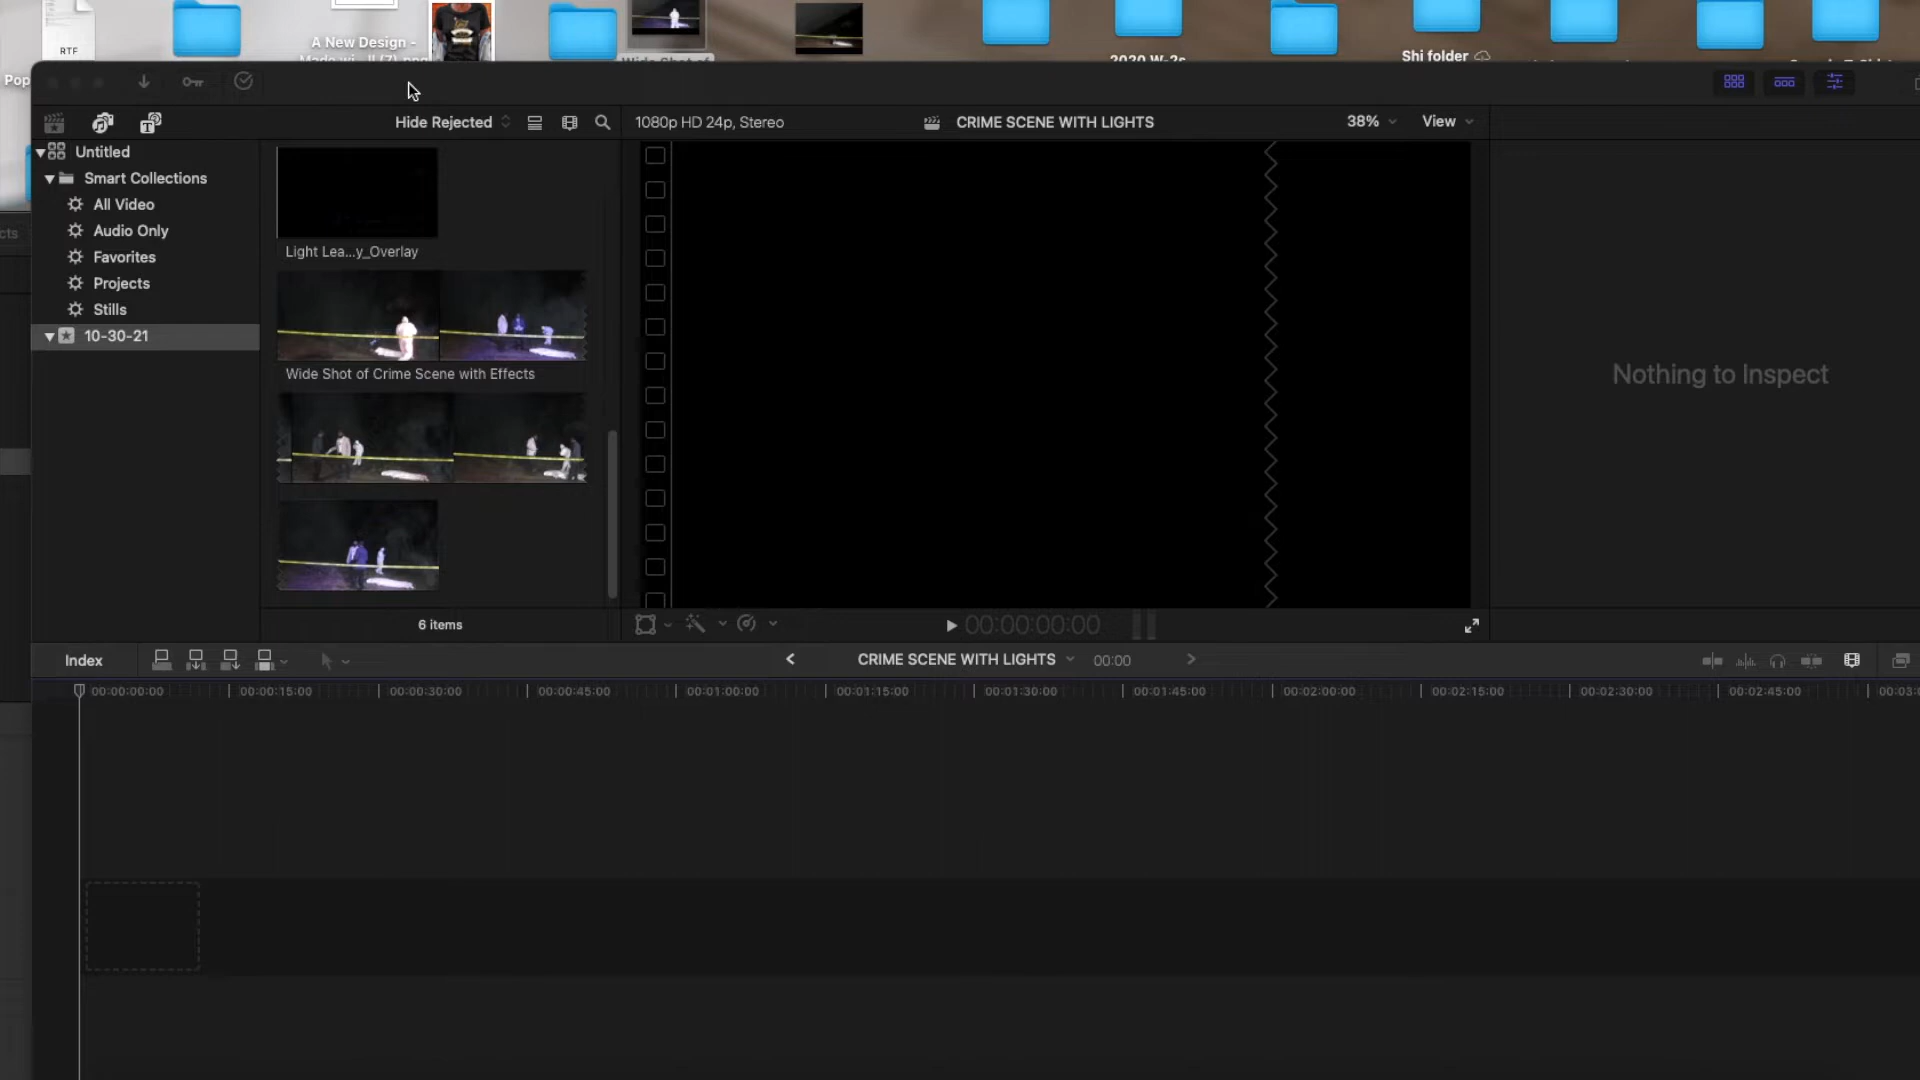 RTF
A New Design -
Pop
2020 W-2s
Shi folder
Hide Rejected
1080p HD 24p, Stereo
CRIME SCENE WITH LIGHTS
38%
View
Untitled
Smart Collections
All Video
Audio Only
Favorites
Projects
Stills
10-30-21
Light Lea...y_Overlay
Wide Shot of Crime Scene with Effects
6 items
Nothing to Inspect
00:00:00:00
Index
CRIME SCENE WITH LIGHTS
00:00
00:00:00:00
00:00:15:00
00:00:30:00
00:00:45:00
00:01:00:00
00:01:15:00
00:01:30:00
00:01:45:00
00:02:00:00
00:02:15:00
00:02:30:00
00:02:45:00
00:03:0